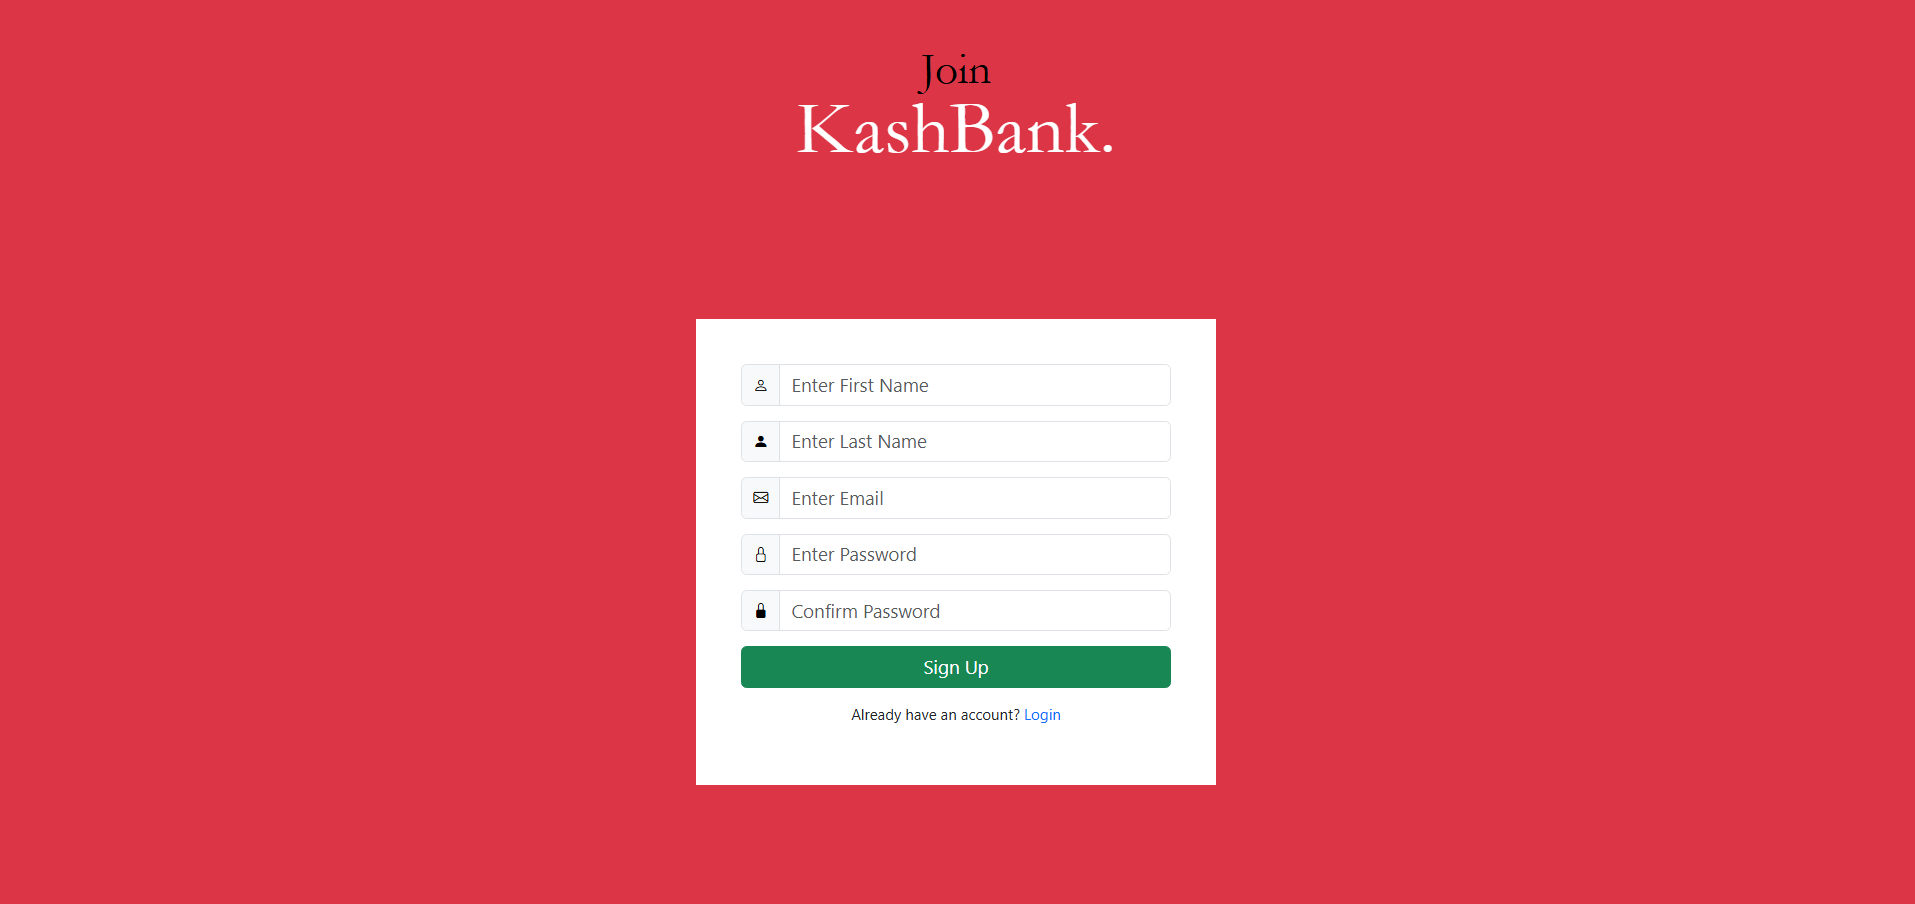 Join
KashBank.
Enter First Name
Enter Last Name
Enter Email
Enter Password
Confirm Password
Sign Up
Already have an account? Login